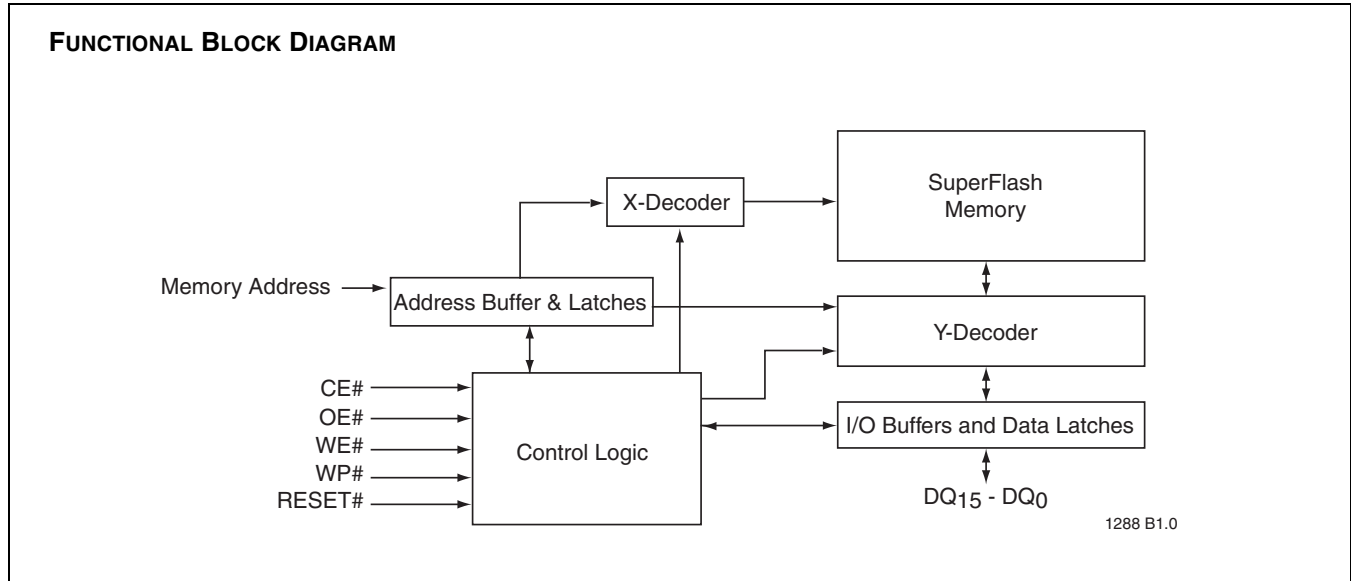 FUNCTIONAL BLOCK DIAGRAM
X-Decoder
SuperFlash
Memory
Memory Address
Address Buffer & Latches
Y-Decoder
CE#
OE#
WE#
WP#
RESET#
Control Logic
I/O Buffers and Data Latches
DQ15 - DQ0
1288 B1.0